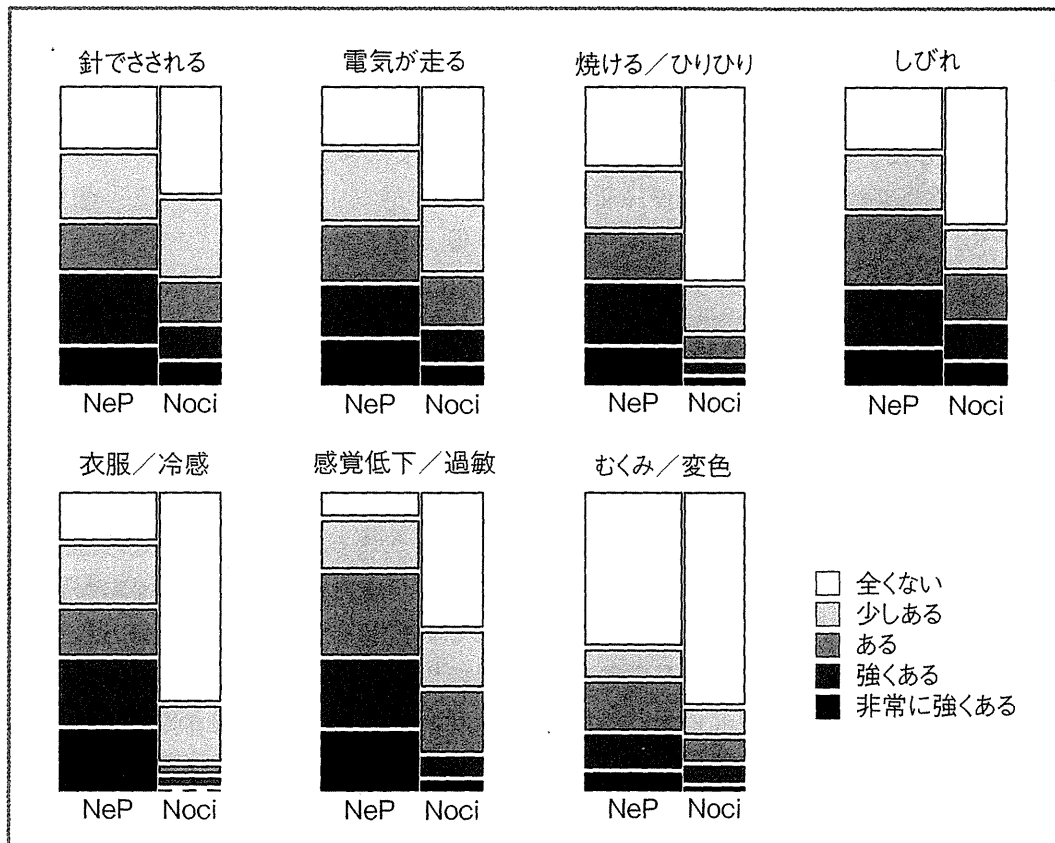 針でさされる
電気が走る
焼ける／ひりひり
しびれ
NeP Noci
NeP Noci
NeP Noci
NeP Noci
衣服／冷感
感覚低下／過敏
むくみ／変色
NeP Noci
NeP Noci
NeP Noci
全くない
少しある
ある
強くある
非常に強くある